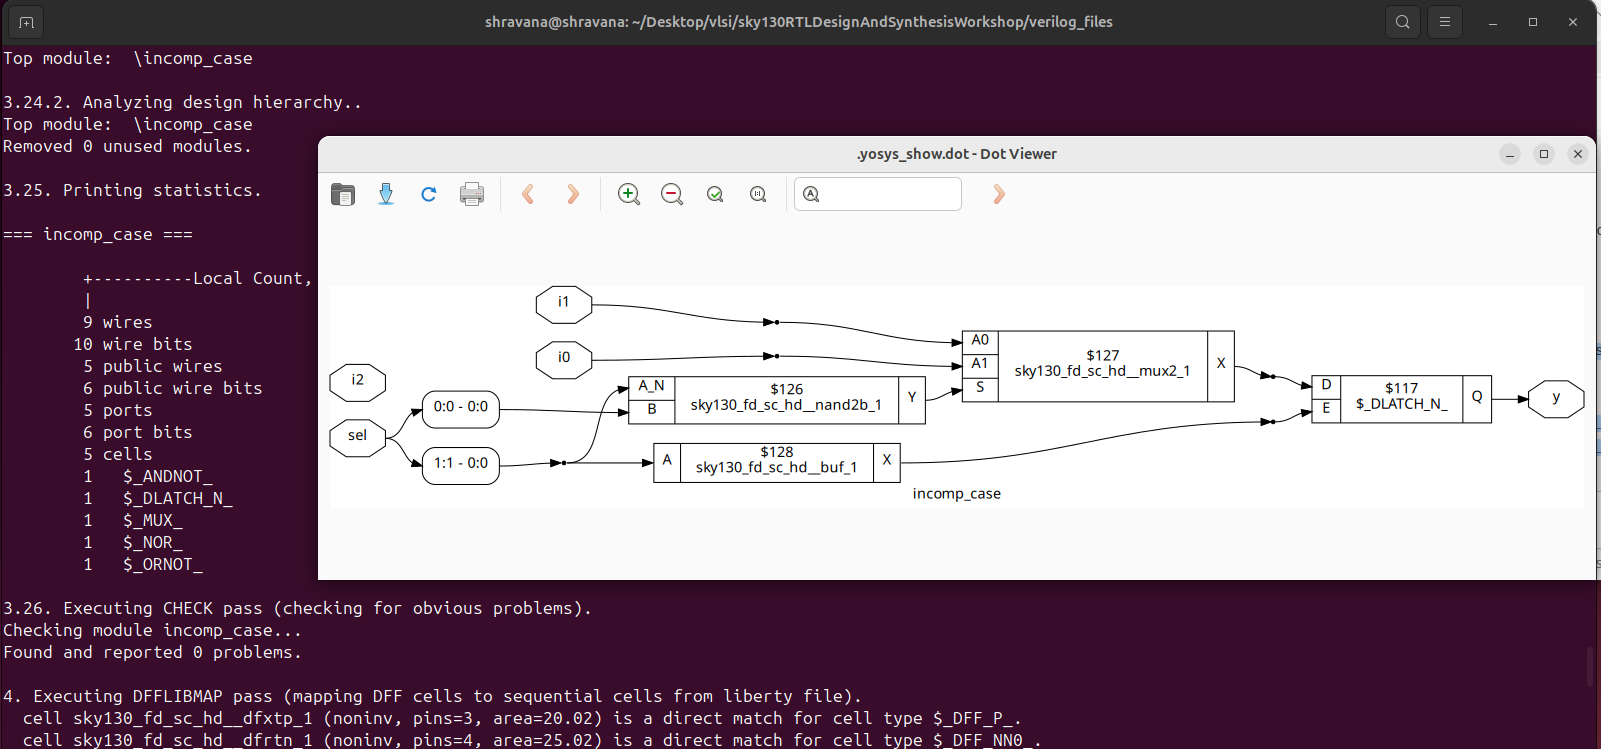 shravana@shravana: ~/Desktop/vlsi/sky130RTLDesignAndSynthesisWorkshop/verilog_files
Top module:  \incomp_case
3.24.2. Analyzing design hierarchy..
Top module:  \incomp_case
Removed 0 unused modules.
3.25. Printing statistics.
=== incomp_case ===
+----------Local Count,
|
9 wires
10 wire bits
5 public wires
6 public wire bits
5 ports
6 port bits
5 cells
1   $_ANDNOT_
1   $_DLATCH_N_
1   $_MUX_
1   $_NOR_
1   $_ORNOT_
3.26. Executing CHECK pass (checking for obvious problems).
Checking module incomp_case...
Found and reported 0 problems.
4. Executing DFFLIBMAP pass (mapping DFF cells to sequential cells from liberty file).
cell sky130_fd_sc_hd__dfxtp_1 (noninv, pins=3, area=20.02) is a direct match for cell type $_DFF_P_.
cell sky130_fd_sc_hd__dfrtn_1 (noninv, pins=4, area=25.02) is a direct match for cell type $_DFF_NN0_.
.yosys_show.dot - Dot Viewer
i1
i0
i2
sel
0:0 - 0:0
1:1 - 0:0
A_N
B
$126
sky130_fd_sc_hd__nand2b_1
Y
A
$128
sky130_fd_sc_hd__buf_1
X
A0
A1
S
$127
sky130_fd_sc_hd__mux2_1
X
D
E
$117
$_DLATCH_N_
Q
y
incomp_case